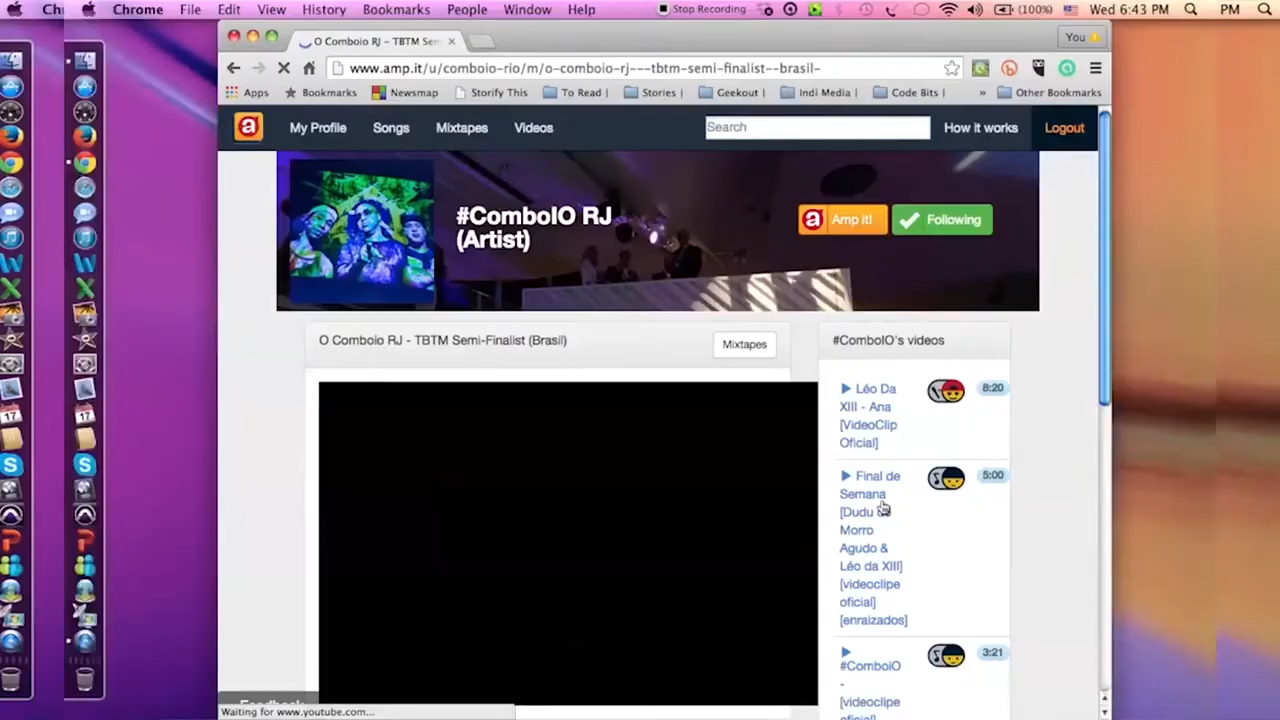 Chrome File Edit View History Bookmarks People Window Help Stop Recording (100%) Wed 6:43 PM PM
O Comboio RJ – TBTM Sem
You
www.amp.it/u/comboio-rio/m/o-comboio-rj---tbtm-semi-finalist--brasil-
Apps Bookmarks Newsmap Storify This To Read | Stories | Geekout | Indi Media | Code Bits | » Other Bookmarks
a My Profile Songs Mixtapes Videos Search How it works Logout
#ComboIO RJ
(Artist)
a Amp it! Following
O Comboio RJ - TBTM Semi-Finalist (Brasil) Mixtapes
#ComboIO's videos
Léo Da
XIII - Ana
[VideoClip
Oficial]
8:20
Final de
Semana
[Dudu
Morro
Agudo &
Léo da XIII]
[videoclipe
oficial]
[enraizados]
5:00
#ComboIO
-
[videoclipe
3:21
Waiting for www.youtube.com...
17
17